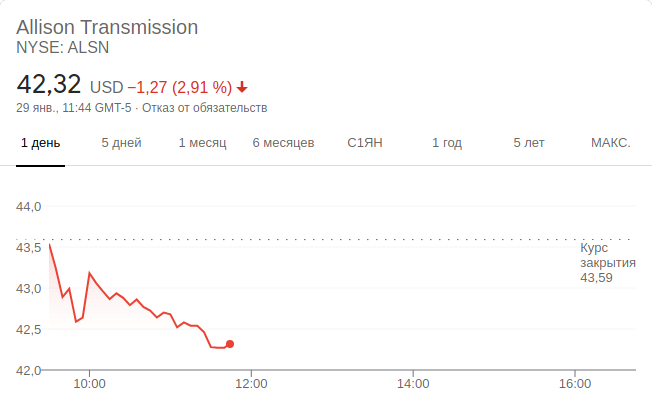 Allison Transmission
NYSE: ALSN
42,32 USD −1,27 (2,91 %)
29 янв., 11:44 GMT-5 · Отказ от обязательств
1 день 5 дней 1 месяц 6 месяцев С1ЯН 1 год 5 лет МАКС.
44,0
43,5
Курс
закрытия
43,59
43,0
42,5
42,0
10:00 12:00 14:00 16:00